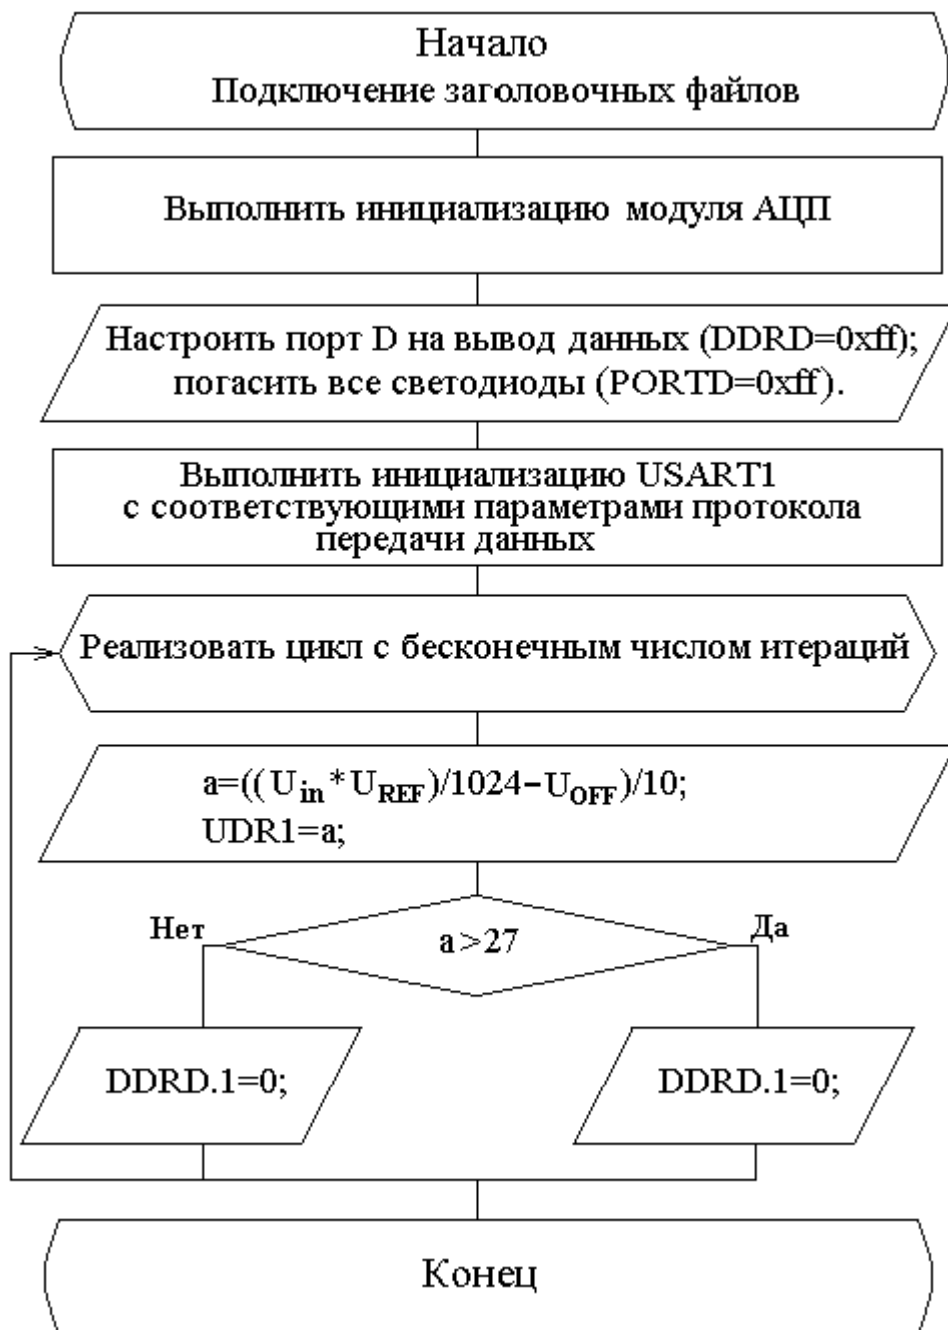 Начало
Подключение заголовочных файлов
Выполнить инициализацию модуля АЦП
Настроить порт D на вывод данных (DDRD=0xff);
погасить все светодиоды (PORTD=0xff).
Выполнить инициализацию USART1
с соответствующими параметрами протокола
передачи данных
Реализовать цикл с бесконечным числом итераций
a=((Uin*UREF)/1024−UOFF)/10;
UDR1=a;
Нет
a>27
Да
DDRD.1=0;
DDRD.1=0;
Конец